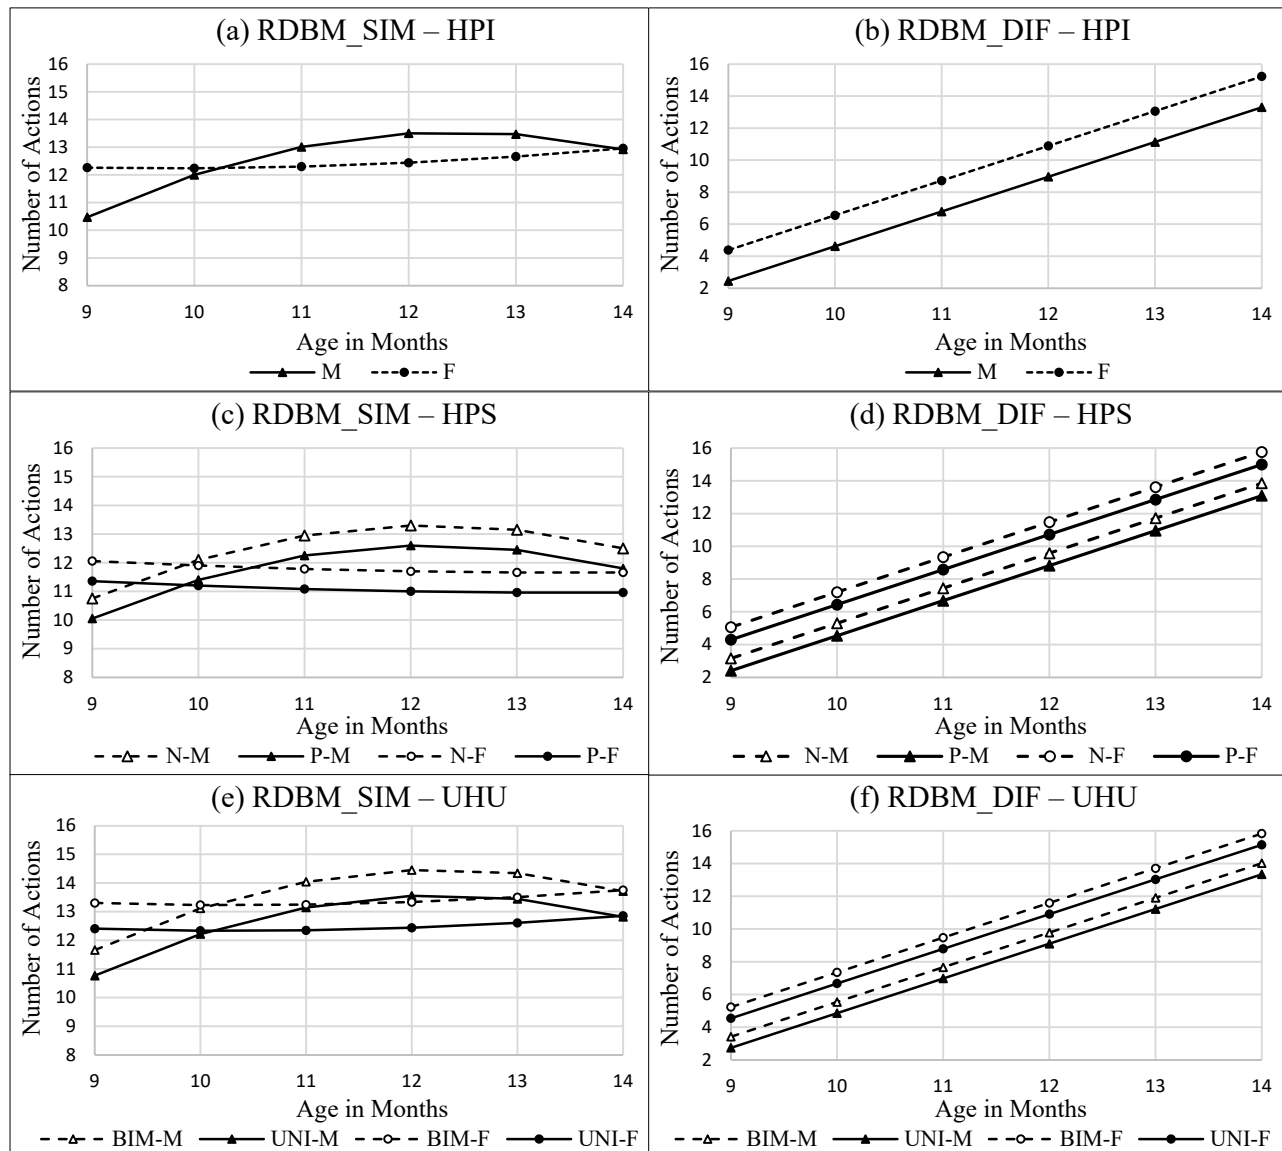 (a) RDBM_SIM – HPI
Number of Actions
16
15
14
13
12
11
10
9
8
9 10 11 12 13 14
Age in Months
M F
(b) RDBM_DIF – HPI
Number of Actions
16
14
12
10
8
6
4
2
9 10 11 12 13 14
Age in Months
M F
(c) RDBM_SIM – HPS
Number of Actions
16
15
14
13
12
11
10
9
8
9 10 11 12 13 14
Age in Months
N-M P-M N-F P-F
(d) RDBM_DIF – HPS
Number of Actions
16
14
12
10
8
6
4
2
9 10 11 12 13 14
Age in Months
N-M P-M N-F P-F
(e) RDBM_SIM – UHU
Number of Actions
16
15
14
13
12
11
10
9
8
9 10 11 12 13 14
Age in Months
BIM-M UNI-M BIM-F UNI-F
(f) RDBM_DIF – UHU
Number of Actions
16
14
12
10
8
6
4
2
9 10 11 12 13 14
Age in Months
BIM-M UNI-M BIM-F UNI-F